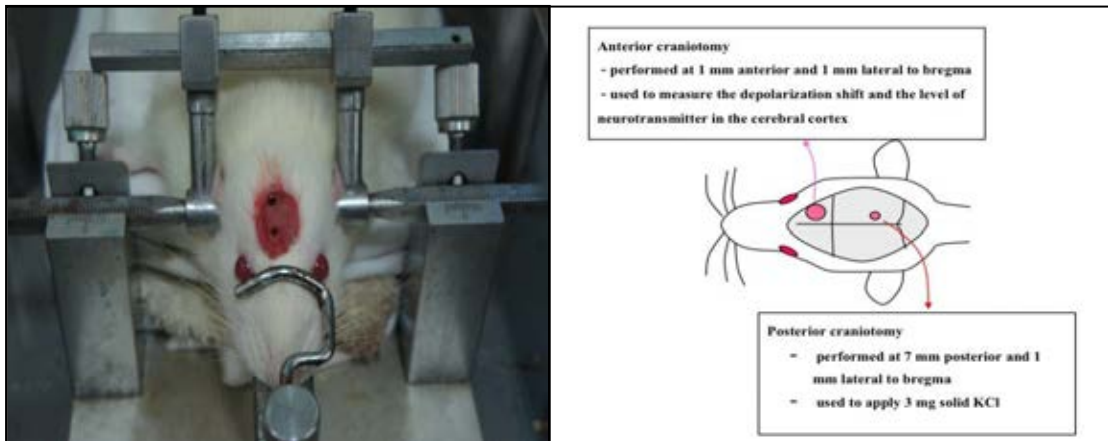 Anterior craniotomy
- performed at 1 mm anterior and 1 mm lateral to bregma
- used to measure the depolarization shift and the level of
neurotransmitter in the cerebral cortex
Posterior craniotomy
- performed at 7 mm posterior and 1
mm lateral to bregma
- used to apply 3 mg solid KCl